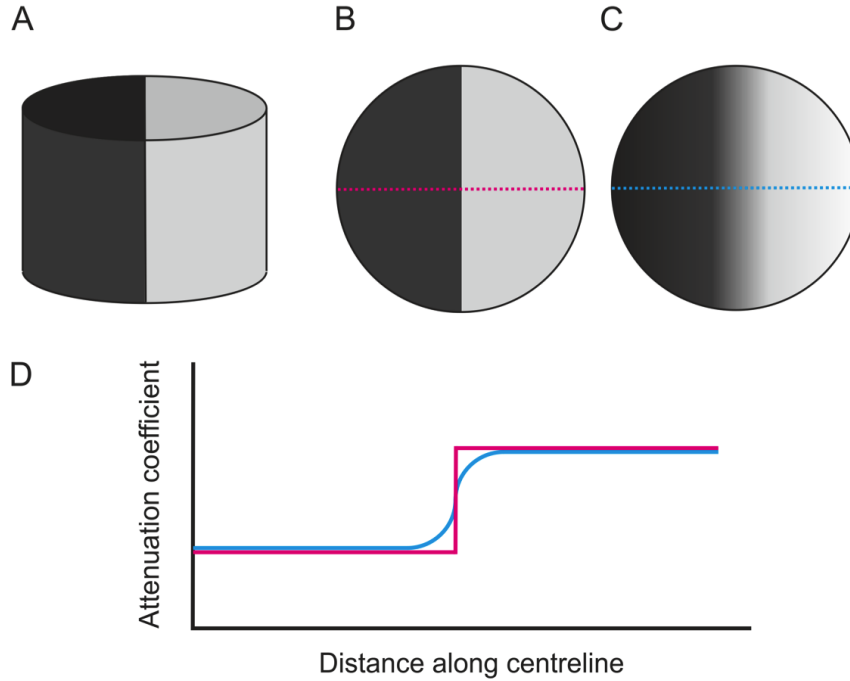 A
B
C
D
Attenuation coefficient
Distance along centreline